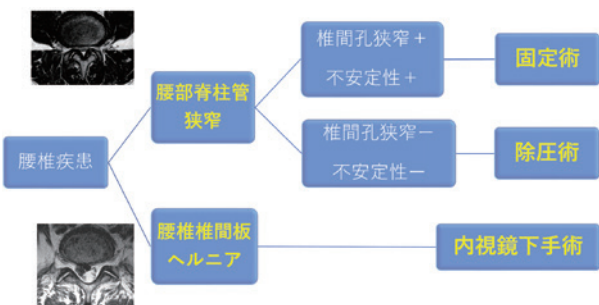 腰椎疾患
腰部脊柱管
狭窄
椎間孔狭窄+
不安定性+
固定術
椎間孔狭窄-
不安定性-
除圧術
腰椎椎間板
ヘルニア
内視鏡下手術